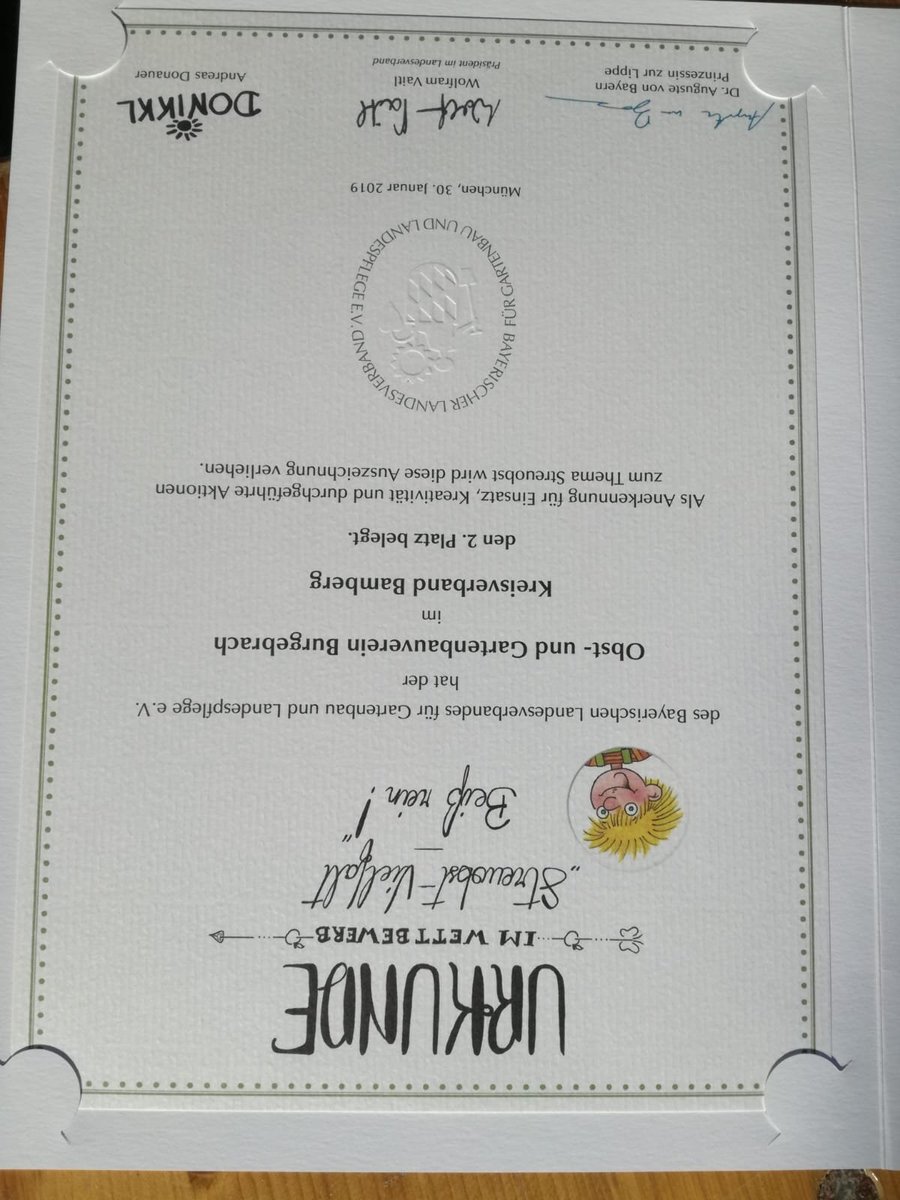 URKUNDE
IM WETTBEWERB
„Streuobst-Vielfalt
–
Beiß rein!"
des Bayerischen Landesverbandes für Gartenbau und Landespflege e.V.
hat der
Obst- und Gartenbauverein Burgebrach
im
Kreisverband Bamberg
den 2. Platz belegt.
Als Anerkennung für Einsatz, Kreativität und durchgeführte Aktionen
zum Thema Streuobst wird diese Auszeichnung verliehen.
BAYERISCHER LANDESVERBAND FÜR GARTENBAU UND LANDESPFLEGE E.V.
München, 30. Januar 2019
DONIKKL
Dr. Auguste von Bayern
Prinzessin zur Lippe
Wolfram Vaitl
Präsident im Landesverband
Andreas Donauer